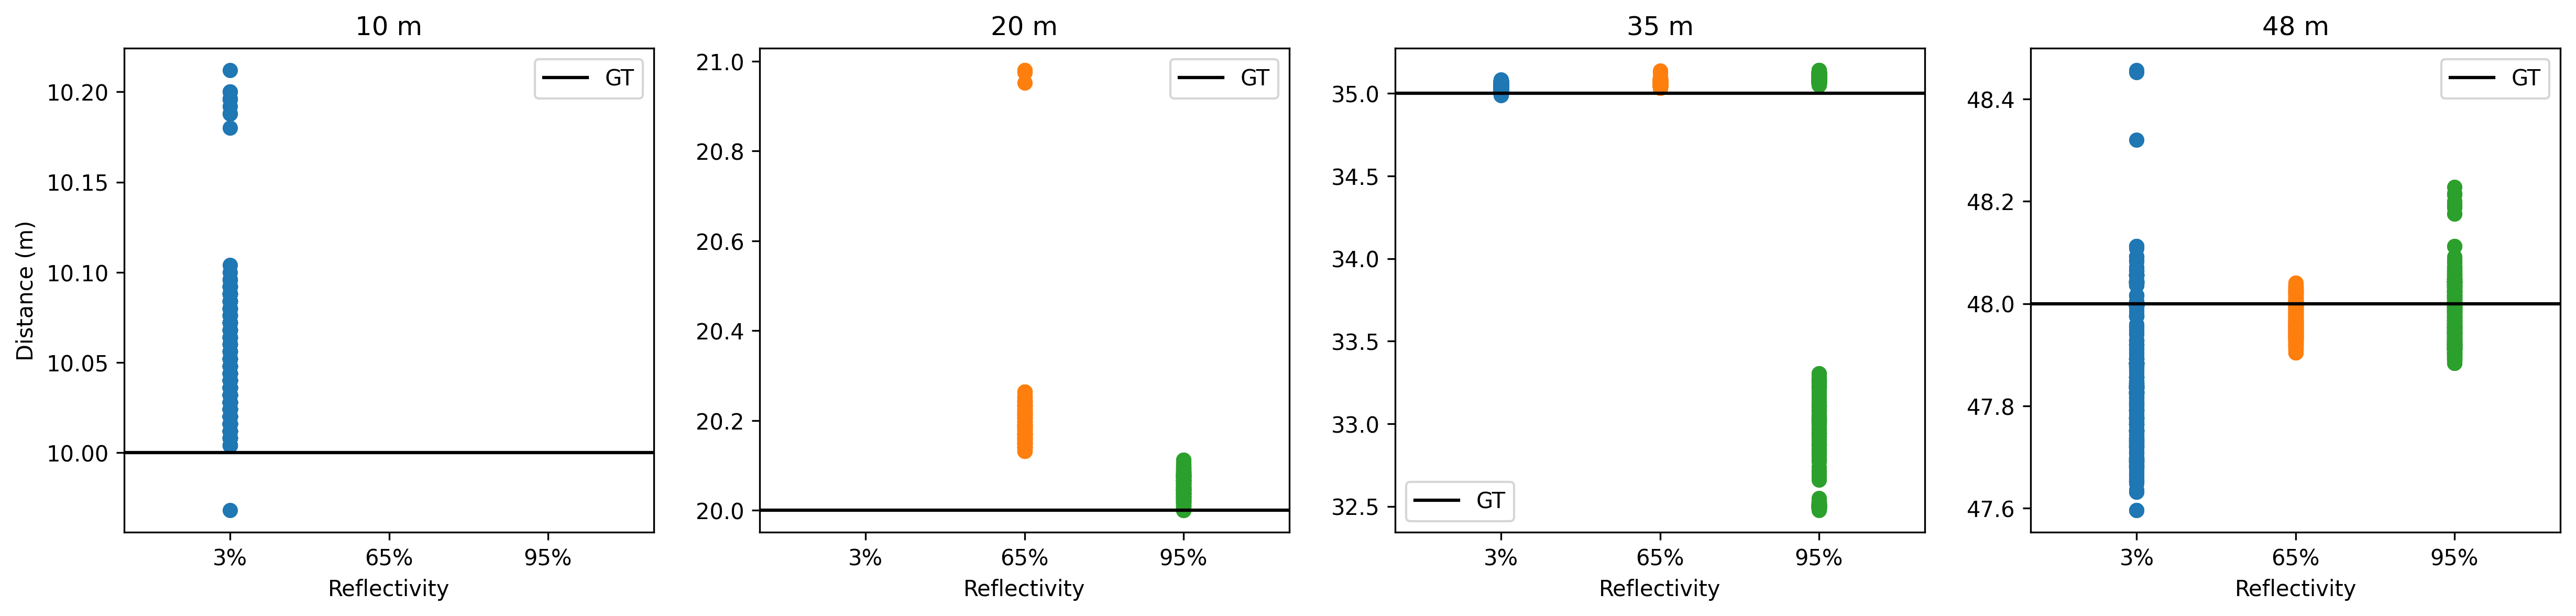 10 m
20 m
35 m
48 m
GT
10.20
10.15
10.10
10.05
10.00
Distance (m)
3%
65%
95%
Reflectivity
GT
21.0
20.8
20.6
20.4
20.2
20.0
3%
65%
95%
Reflectivity
35.0
34.5
34.0
33.5
33.0
32.5
GT
3%
65%
95%
Reflectivity
GT
48.4
48.2
48.0
47.8
47.6
3%
65%
95%
Reflectivity